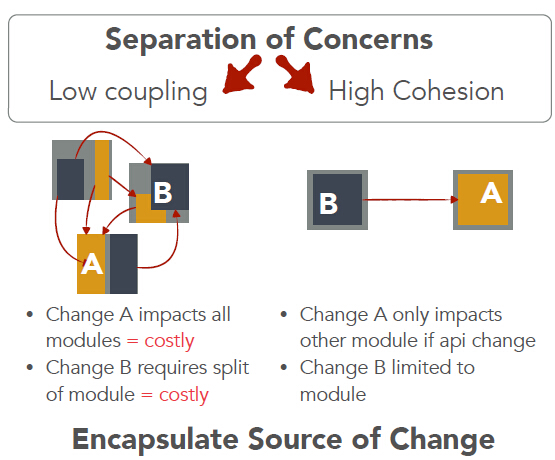 Separation of Concerns
Low coupling
High Cohesion
B
A
B
A
• Change A impacts all
modules = costly
• Change B requires split
of module = costly
• Change A only impacts
other module if api change
• Change B limited to
module
Encapsulate Source of Change